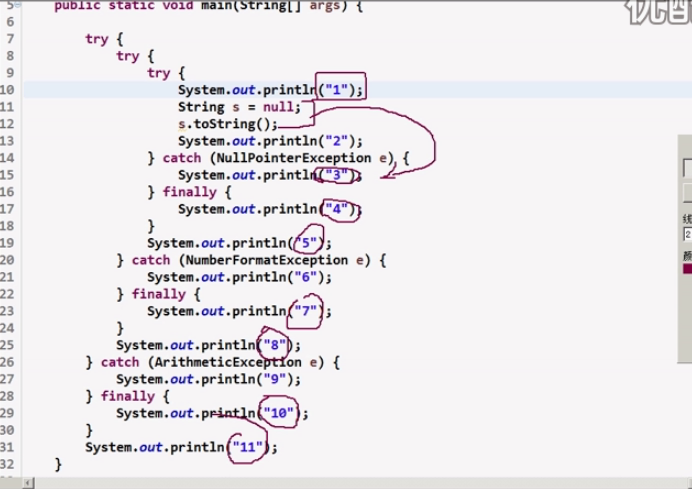 5 public static void main(String[] args) {
6
7 try {
8 try {
9 try {
10 System.out.println("1");
11 String s = null;
12 s.toString();
13 System.out.println("2");
14 } catch (NullPointerException e) {
15 System.out.println("3");
16 } finally {
17 System.out.println("4");
18 }
19 System.out.println("5");
20 } catch (NumberFormatException e) {
21 System.out.println("6");
22 } finally {
23 System.out.println("7");
24 }
25 System.out.println("8");
26 } catch (ArithmeticException e) {
27 System.out.println("9");
28 } finally {
29 System.out.println("10");
30 }
31 System.out.println("11");
32 }